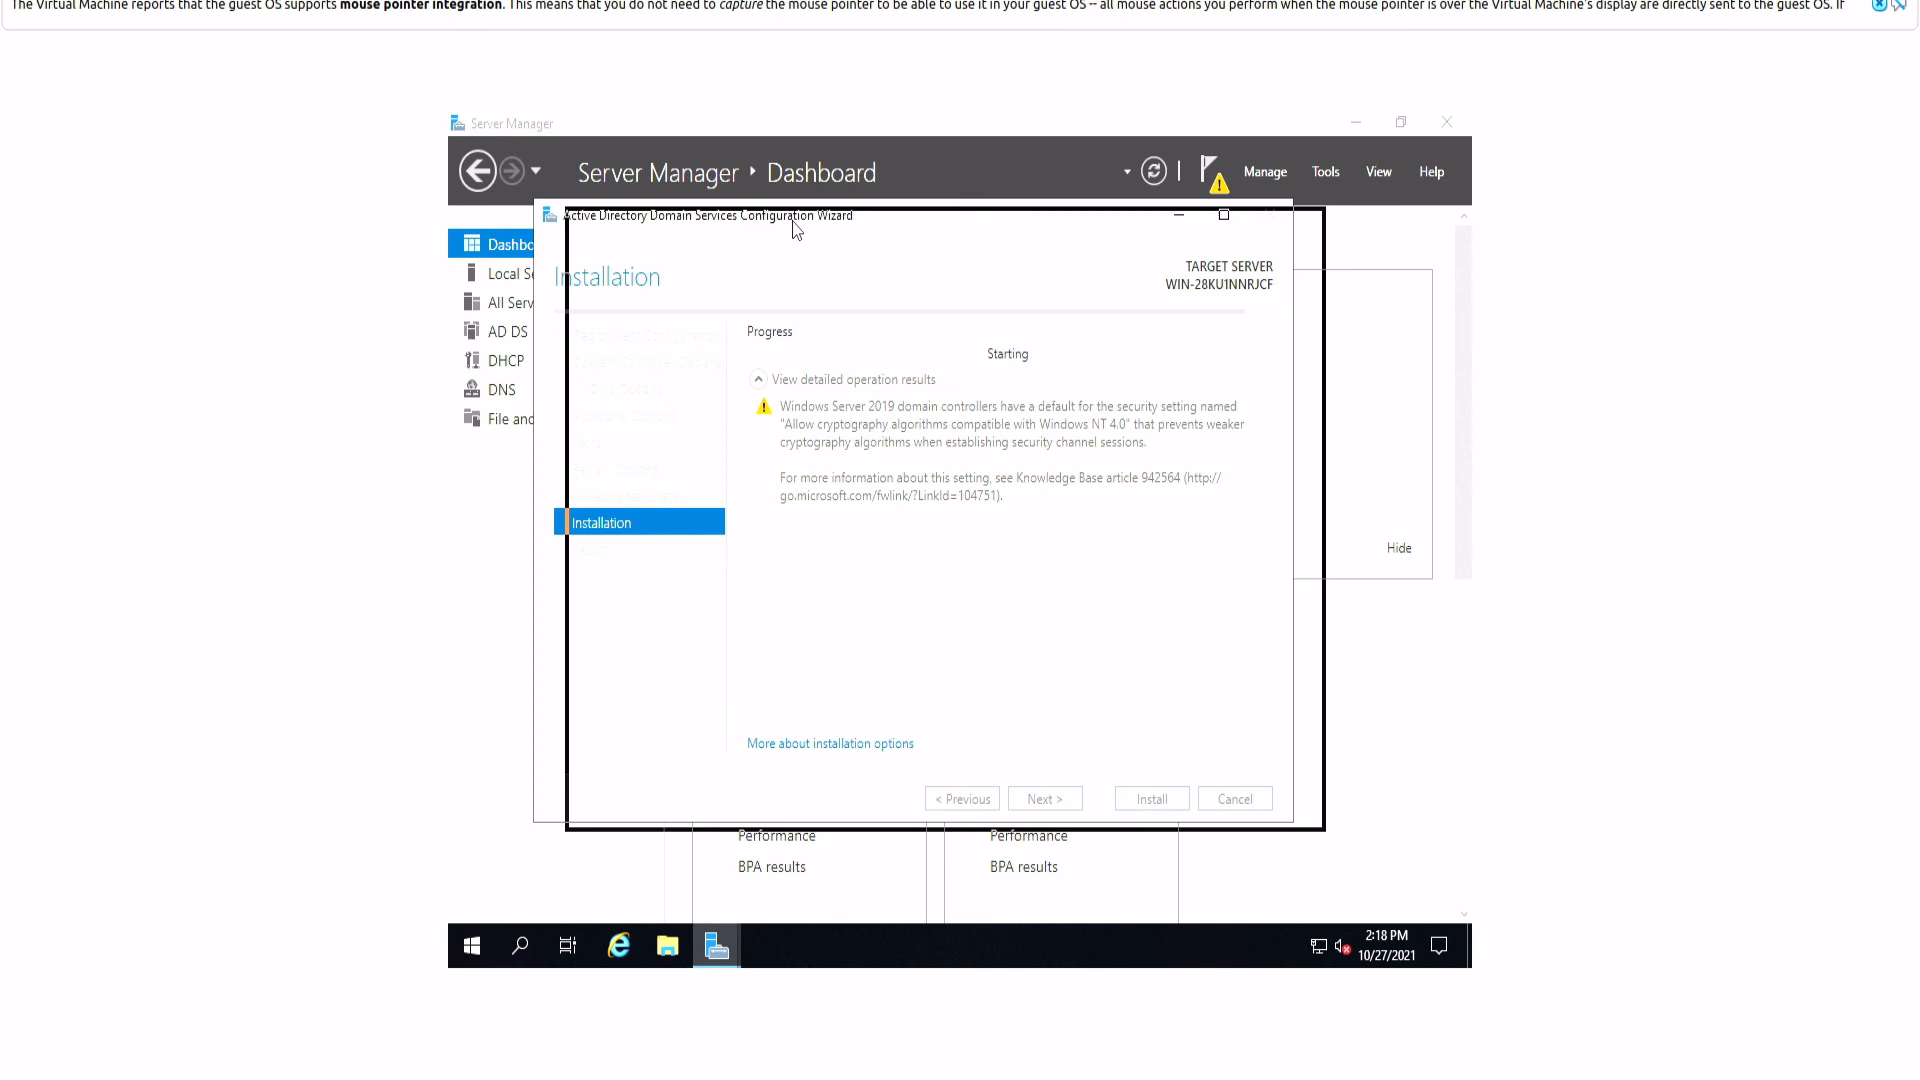 The Virtual Machine reports that the guest OS supports mouse pointer integration. This means that you do not need to capture the mouse pointer to be able to use it in your guest OS -- all mouse actions you perform when the mouse pointer is over the Virtual Machine's display are directly sent to the guest OS. If
Server Manager
Server Manager Dashboard
Manage Tools View Help
Active Directory Domain Services Configuration Wizard
Dashbo
Local Se
All Serv
AD DS
DHCP
DNS
File and
Installation
TARGET SERVER
WIN-28KU1NNRJCF
Installation
Progress
Starting
View detailed operation results
Windows Server 2019 domain controllers have a default for the security setting named
"Allow cryptography algorithms compatible with Windows NT 4.0" that prevents weaker
cryptography algorithms when establishing security channel sessions.
For more information about this setting, see Knowledge Base article 942564 (http://
go.microsoft.com/fwlink/?LinkId=104751).
Hide
More about installation options
< Previous Next > Install Cancel
Performance Performance
BPA results BPA results
2:18 PM
10/27/2021